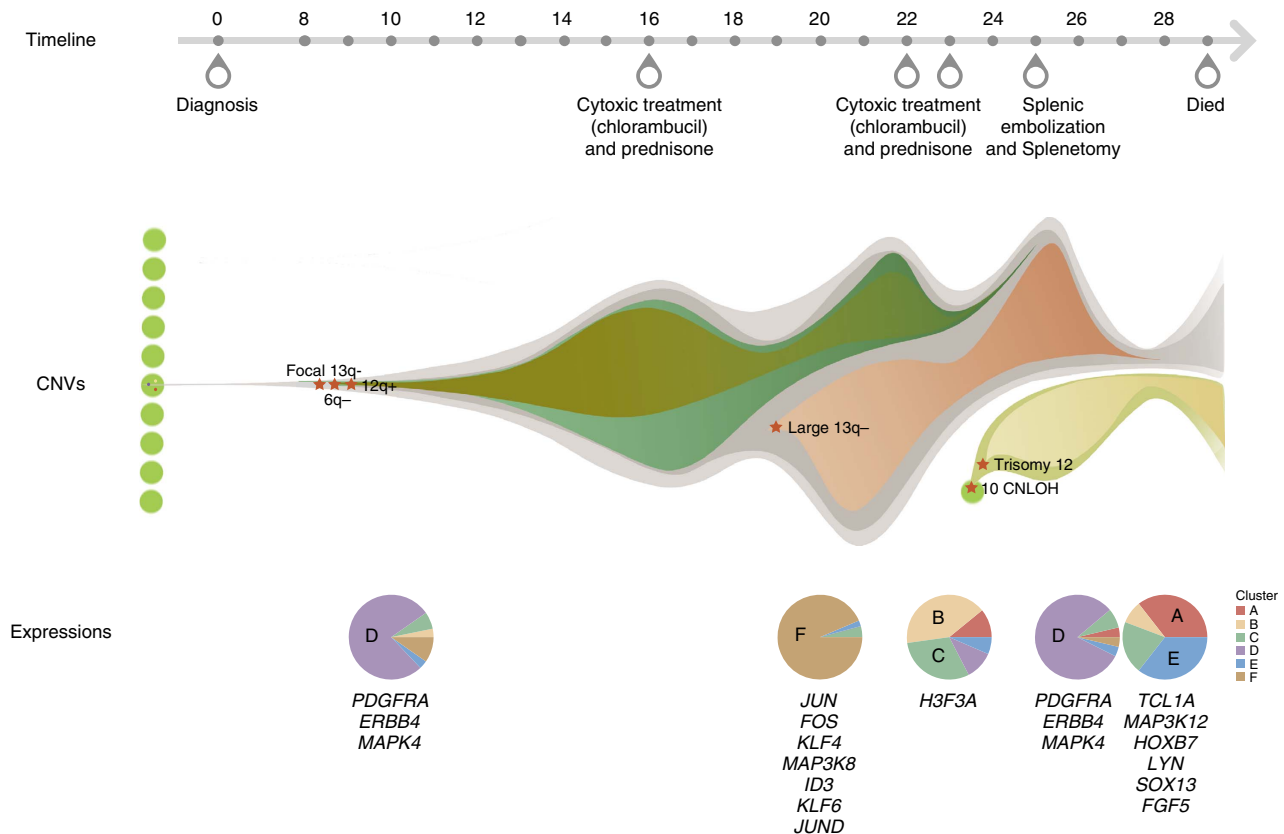 0 8 10 12 14 16 18 20 22 24 26 28
Timeline
Diagnosis
Cytoxic treatment
(chlorambucil)
and prednisone
Cytoxic treatment
(chlorambucil)
and prednisone
Splenic
embolization
and Splenetomy
Died
CNVs
Focal 13q-
12q+
6q–
Large 13q–
Trisomy 12
10 CNLOH
Expressions
D
F
B
C
D
A
E
Cluster
A
B
C
D
E
F
PDGFRA
ERBB4
MAPK4
JUN
FOS
KLF4
MAP3K8
ID3
KLF6
JUND
H3F3A
PDGFRA
ERBB4
MAPK4
TCL1A
MAP3K12
HOXB7
LYN
SOX13
FGF5